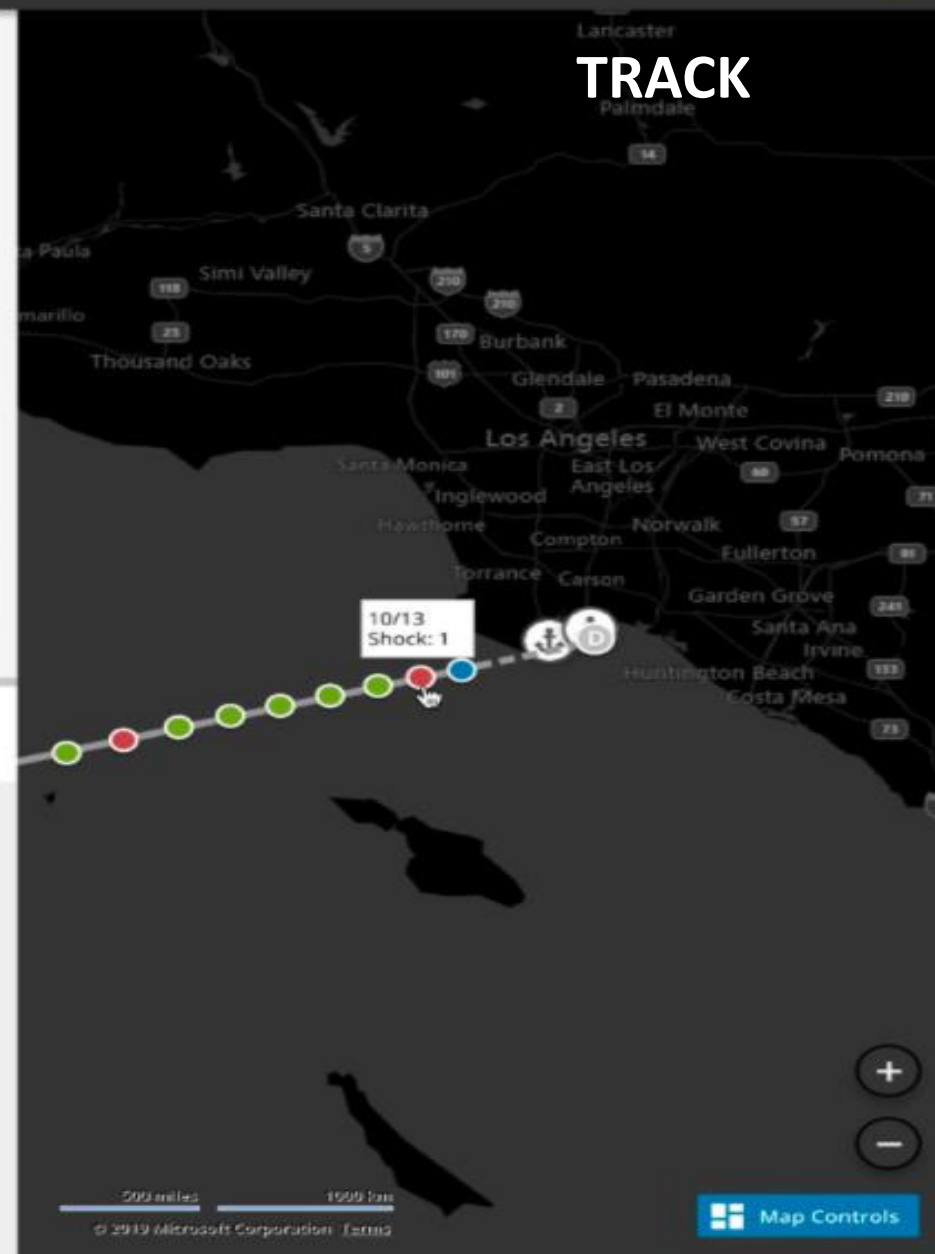 Lancaster
TRACK
Palmdale
14
Santa Clarita
5
ta Paula
Simi Valley
210
118
210
marillo
23
170
Burbank
Thousand Oaks
101
Glendale
Pasadena
2
210
El Monte
Los Angeles
West Covina
Pomona
Santa Monica
East Los
Angeles
60
Inglewood
71
Hawthorne
Norwalk
57
Compton
Fullerton
91
Torrance
Carson
Garden Grove
241
10/13
Shock: 1
Santa Ana
D
Irvine
133
Huntington Beach
Costa Mesa
73
500 miles
1000 km
© 2019 Microsoft Corporation Terms
Map Controls